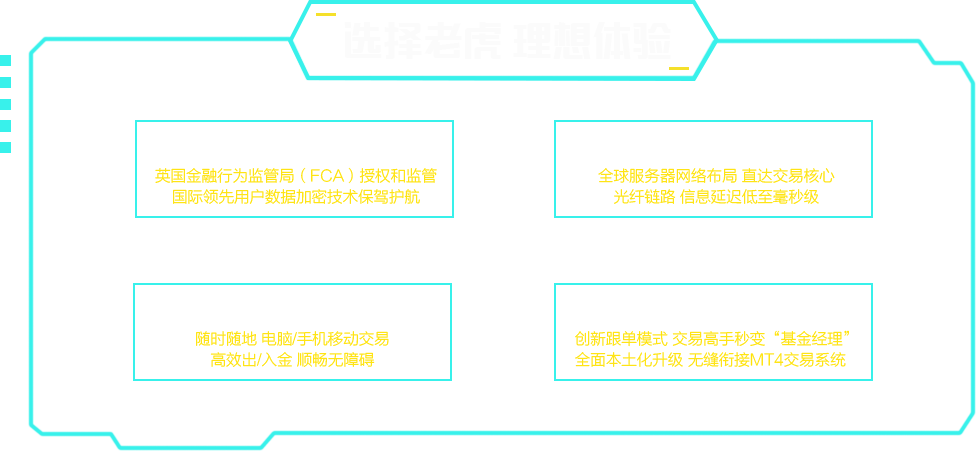 选择老虎 理想体验
英国金融行为监管局（FCA）授权和监管
国际领先用户数据加密技术保驾护航
全球服务器网络布局 直达交易核心
光纤链路 信息延迟低至毫秒级
随时随地 电脑/手机移动交易
高效出/入金 顺畅无障碍
创新跟单模式 交易高手秒变“基金经理”
全面本土化升级 无缝衔接MT4交易系统